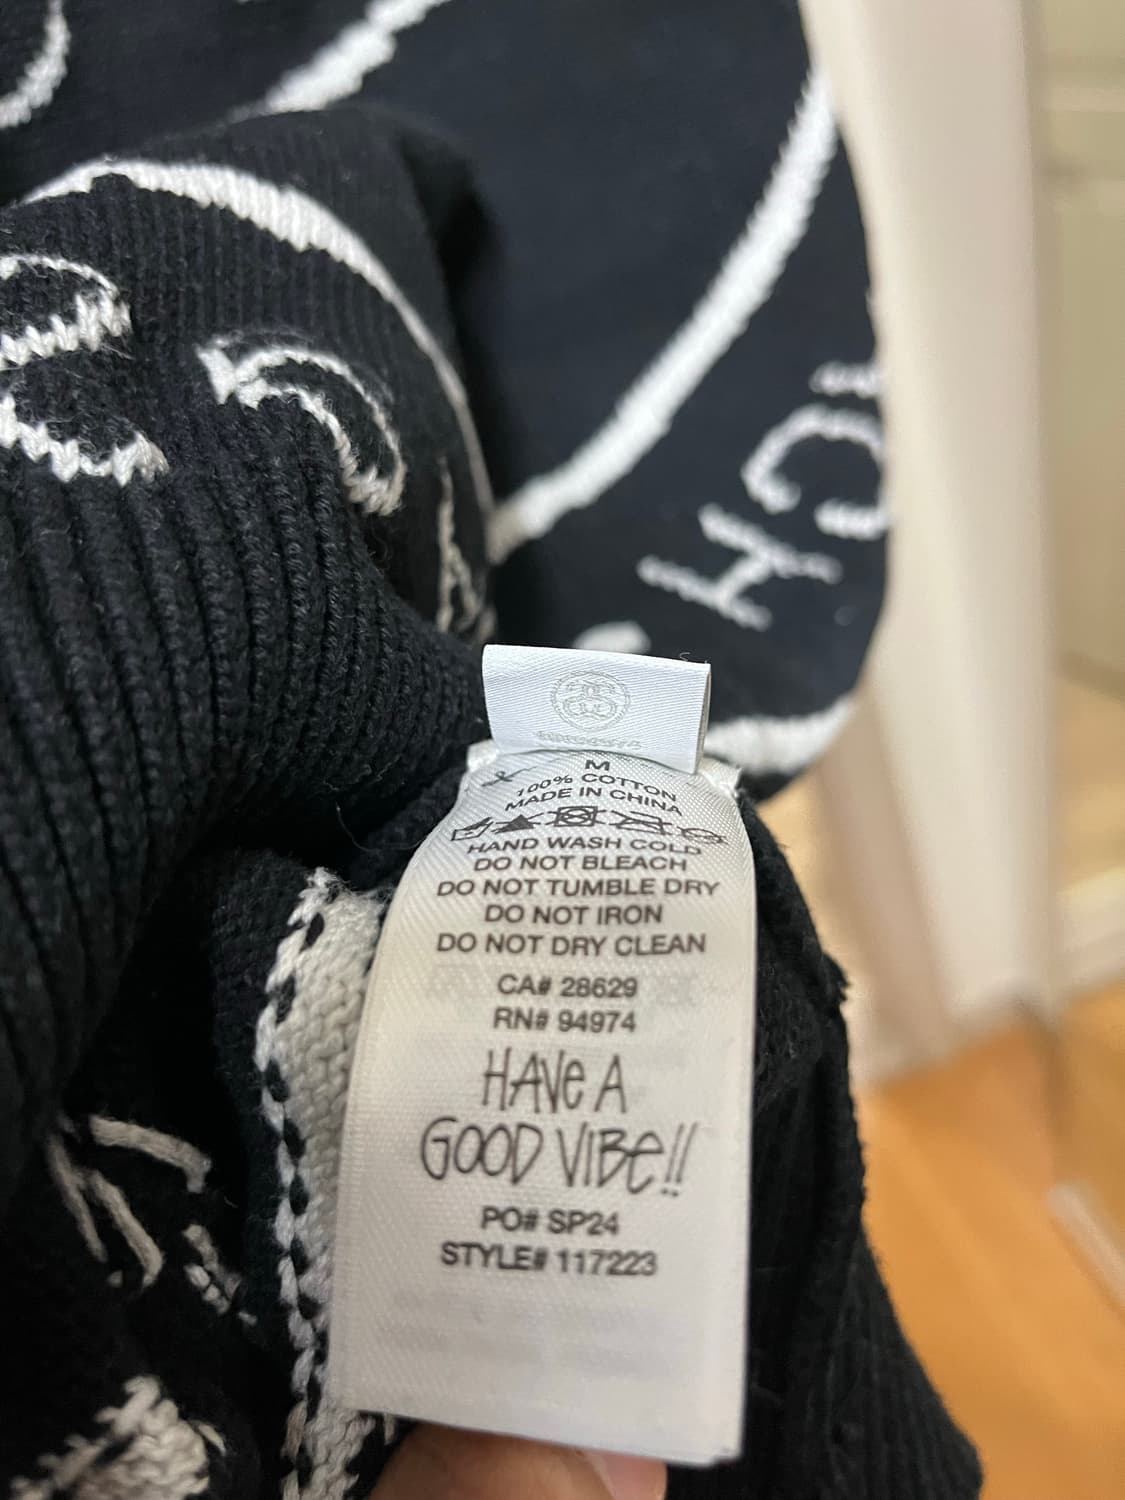 M
100% COTTON
MADE IN CHINA
HAND WASH COLD
DO NOT BLEACH
DO NOT TUMBLE DRY
DO NOT IRON
DO NOT DRY CLEAN
CA# 28629
RN# 94974
HAVE A
GOOD VIBE!!
PO# SP24
STYLE# 117223